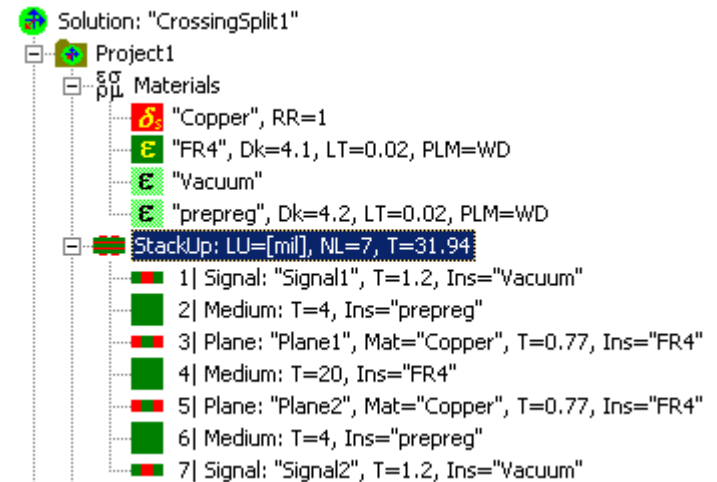 Solution: "CrossingSplit1"
Project1
εσ
ρμ Materials
δs "Copper", RR=1
ε "FR4", Dk=4.1, LT=0.02, PLM=WD
ε "Vacuum"
ε "prepreg", Dk=4.2, LT=0.02, PLM=WD
StackUp: LU=[mil], NL=7, T=31.94
1| Signal: "Signal1", T=1.2, Ins="Vacuum"
2| Medium: T=4, Ins="prepreg"
3| Plane: "Plane1", Mat="Copper", T=0.77, Ins="FR4"
4| Medium: T=20, Ins="FR4"
5| Plane: "Plane2", Mat="Copper", T=0.77, Ins="FR4"
6| Medium: T=4, Ins="prepreg"
7| Signal: "Signal2", T=1.2, Ins="Vacuum"